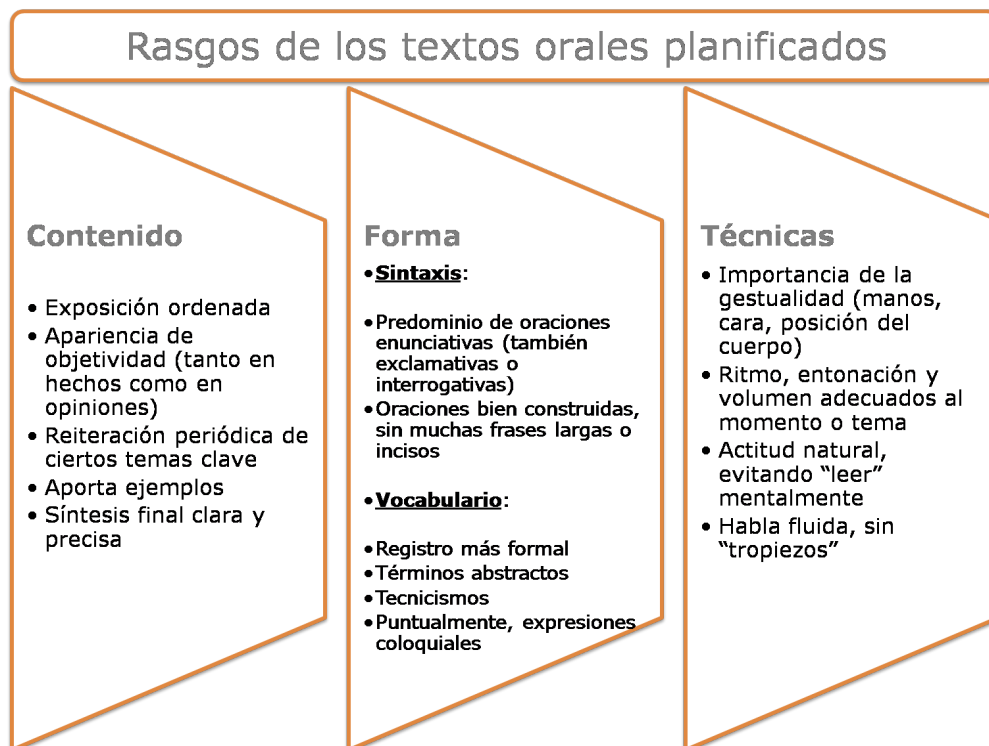 Rasgos de los textos orales planificados
Contenido
• Exposición ordenada
• Apariencia de
objetividad (tanto en
hechos como en
opiniones)
• Reiteración periódica de
ciertos temas clave
• Aporta ejemplos
• Síntesis final clara y
precisa
Forma
• Sintaxis:
• Predominio de oraciones
enunciativas (también
exclamativas o
interrogativas)
• Oraciones bien construidas,
sin muchas frases largas o
incisos
• Vocabulario:
• Registro más formal
• Términos abstractos
• Tecnicismos
• Puntualmente, expresiones
coloquiales
Técnicas
• Importancia de la
gestualidad (manos,
cara, posición del
cuerpo)
• Ritmo, entonación y
volumen adecuados al
momento o tema
• Actitud natural,
evitando “leer”
mentalmente
• Habla fluida, sin
“tropiezos”